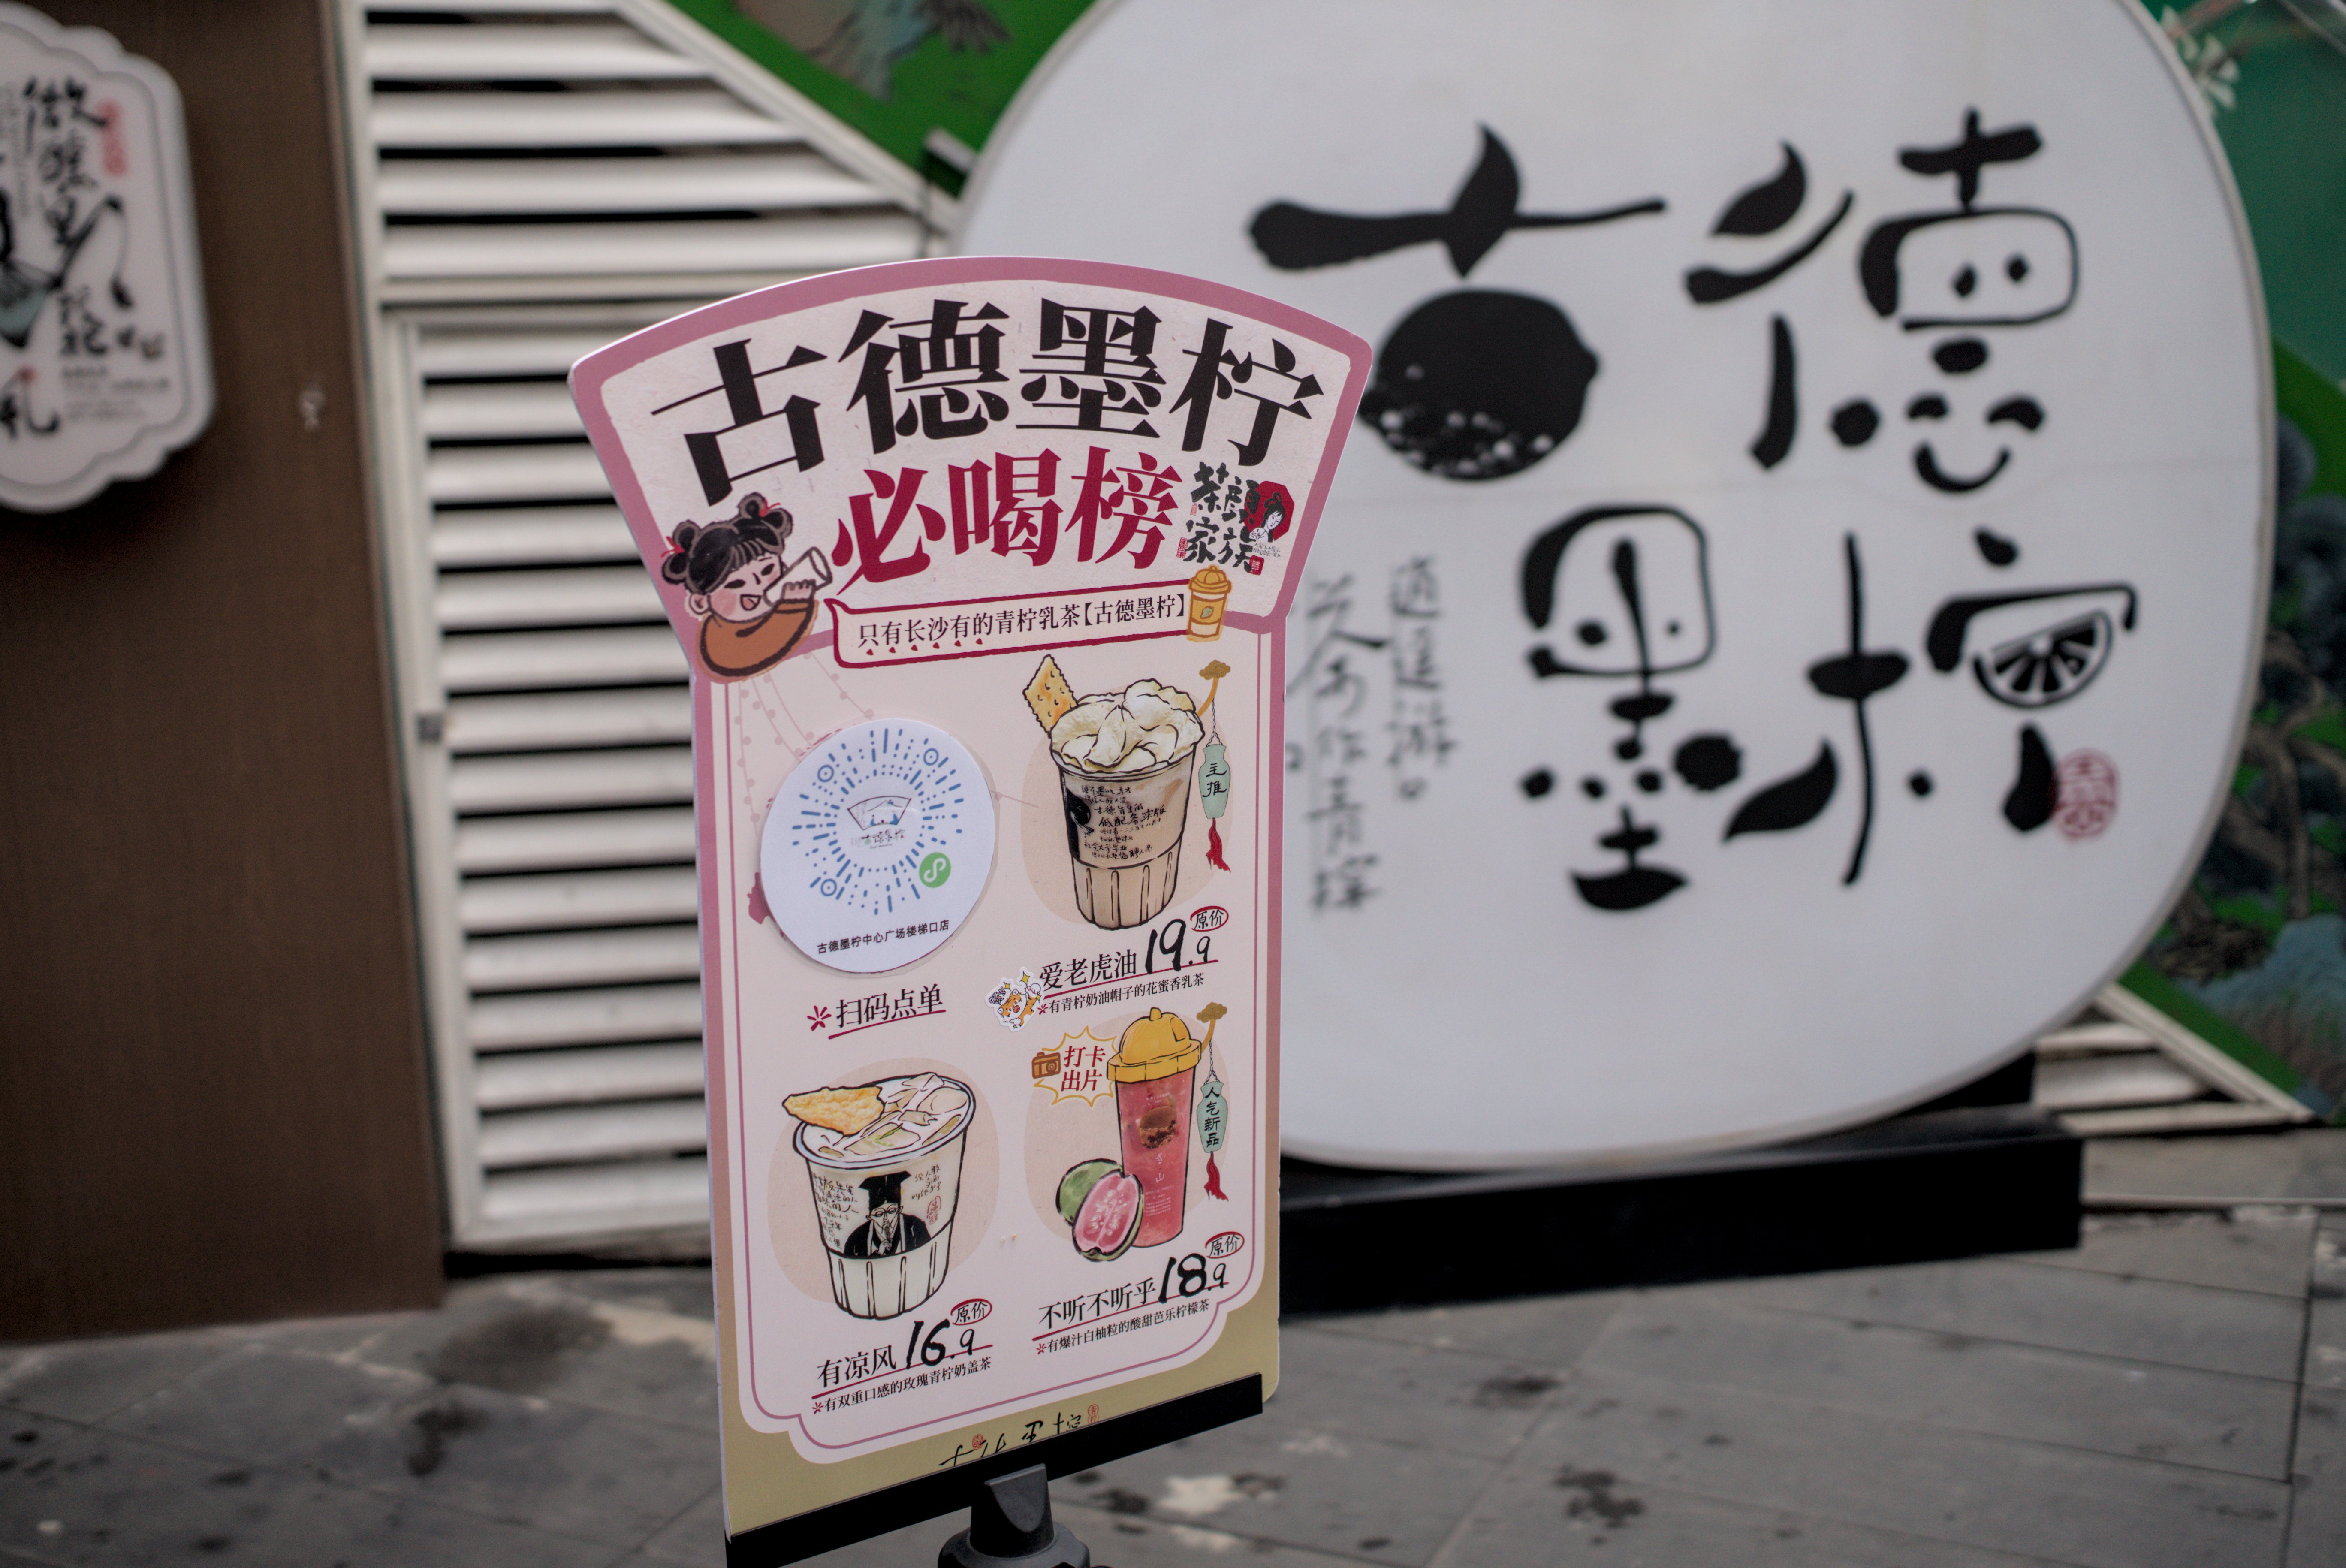 古德墨柠
必喝榜
茶颜家族
只有长沙有的青柠乳茶【古德墨柠】
主推
古德墨柠中心广场楼梯口店
扫码点单
原价
爱老虎油 19.9
有青柠奶油帽子的花蜜香乳茶
打卡
出片
人气新品
原价
有凉风 16.9
有双重口感的玫瑰青柠奶盖茶
原价
不听不听乎 18.9
有爆汁白柚粒的酸甜芭乐柠檬茶
古德
墨柠